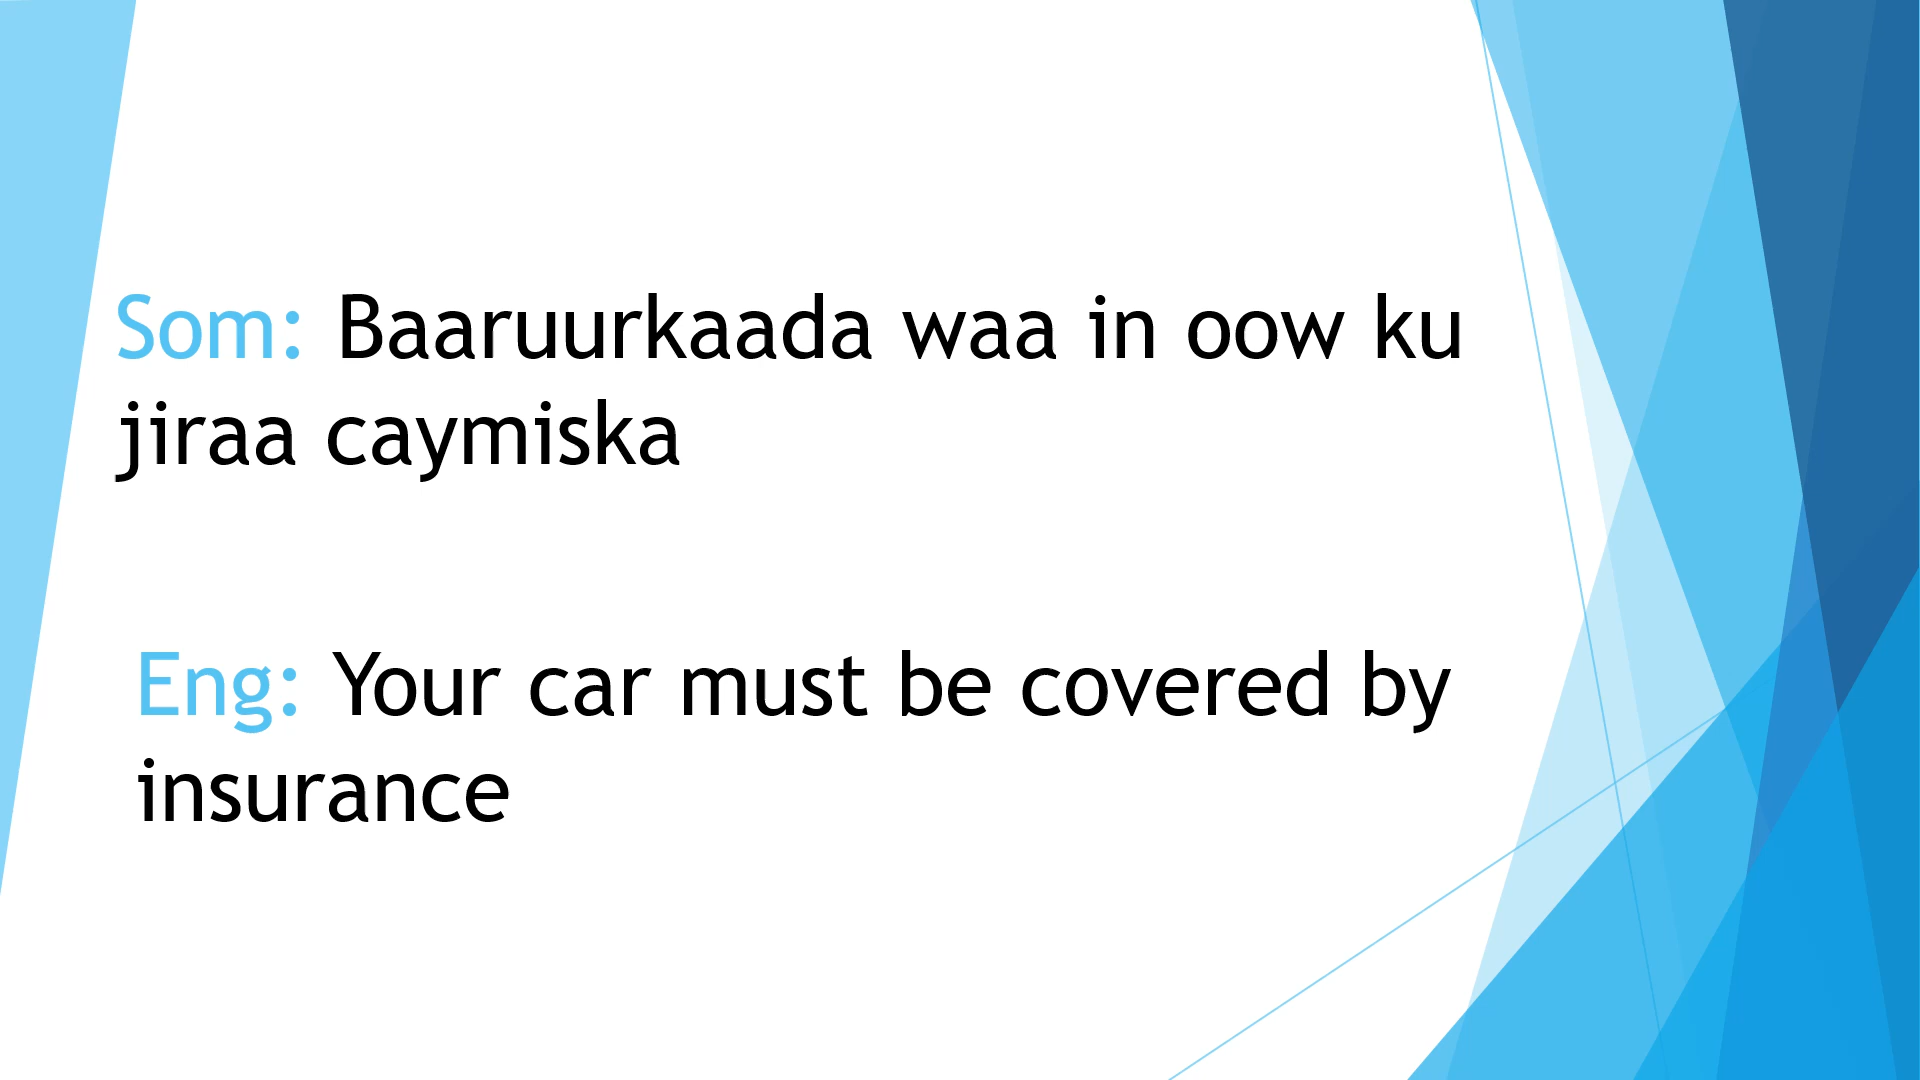 Som: Baaruurkaada waa in oow ku
jiraa caymiska
Eng: Your car must be covered by
insurance